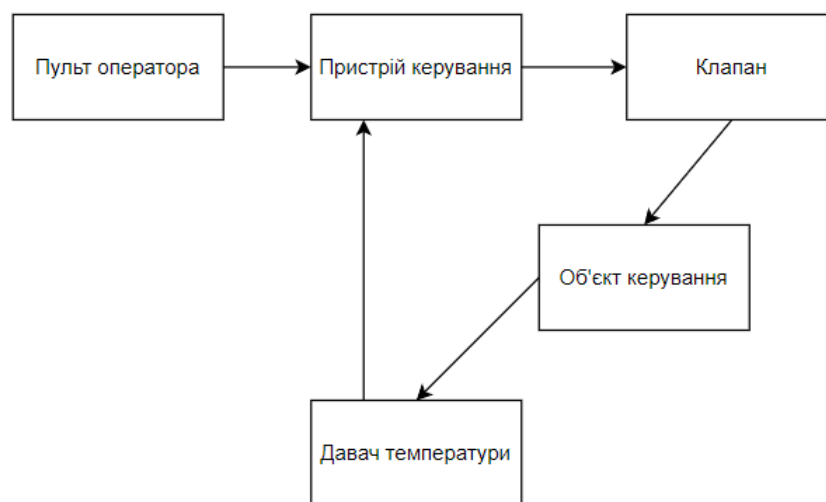 Пульт оператора
Пристрій керування
Клапан
Об'єкт керування
Давач температури